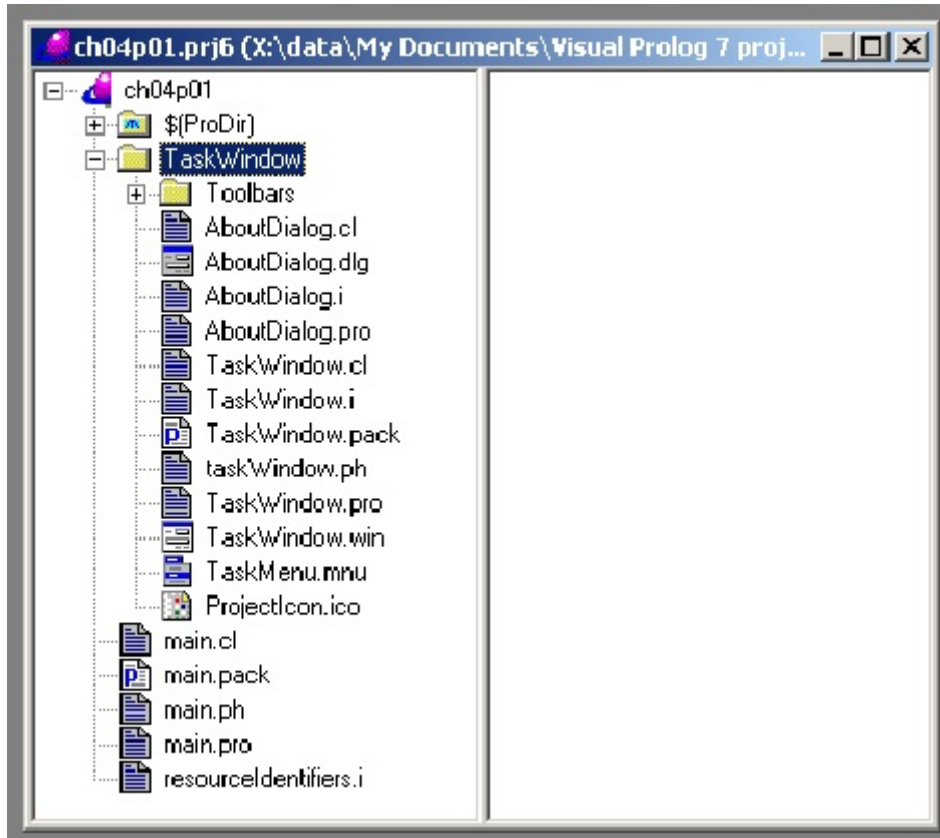 ch04p01.prj6 (X:\data\My Documents\Visual Prolog 7 proj...
ch04p01
$(ProDir)
TaskWindow
Toolbars
AboutDialog.cl
AboutDialog.dlg
AboutDialog.i
AboutDialog.pro
TaskWindow.cl
TaskWindow.i
TaskWindow.pack
taskWindow.ph
TaskWindow.pro
TaskWindow.win
TaskMenu.mnu
ProjectIcon.ico
main.cl
main.pack
main.ph
main.pro
resourceIdentifiers.i